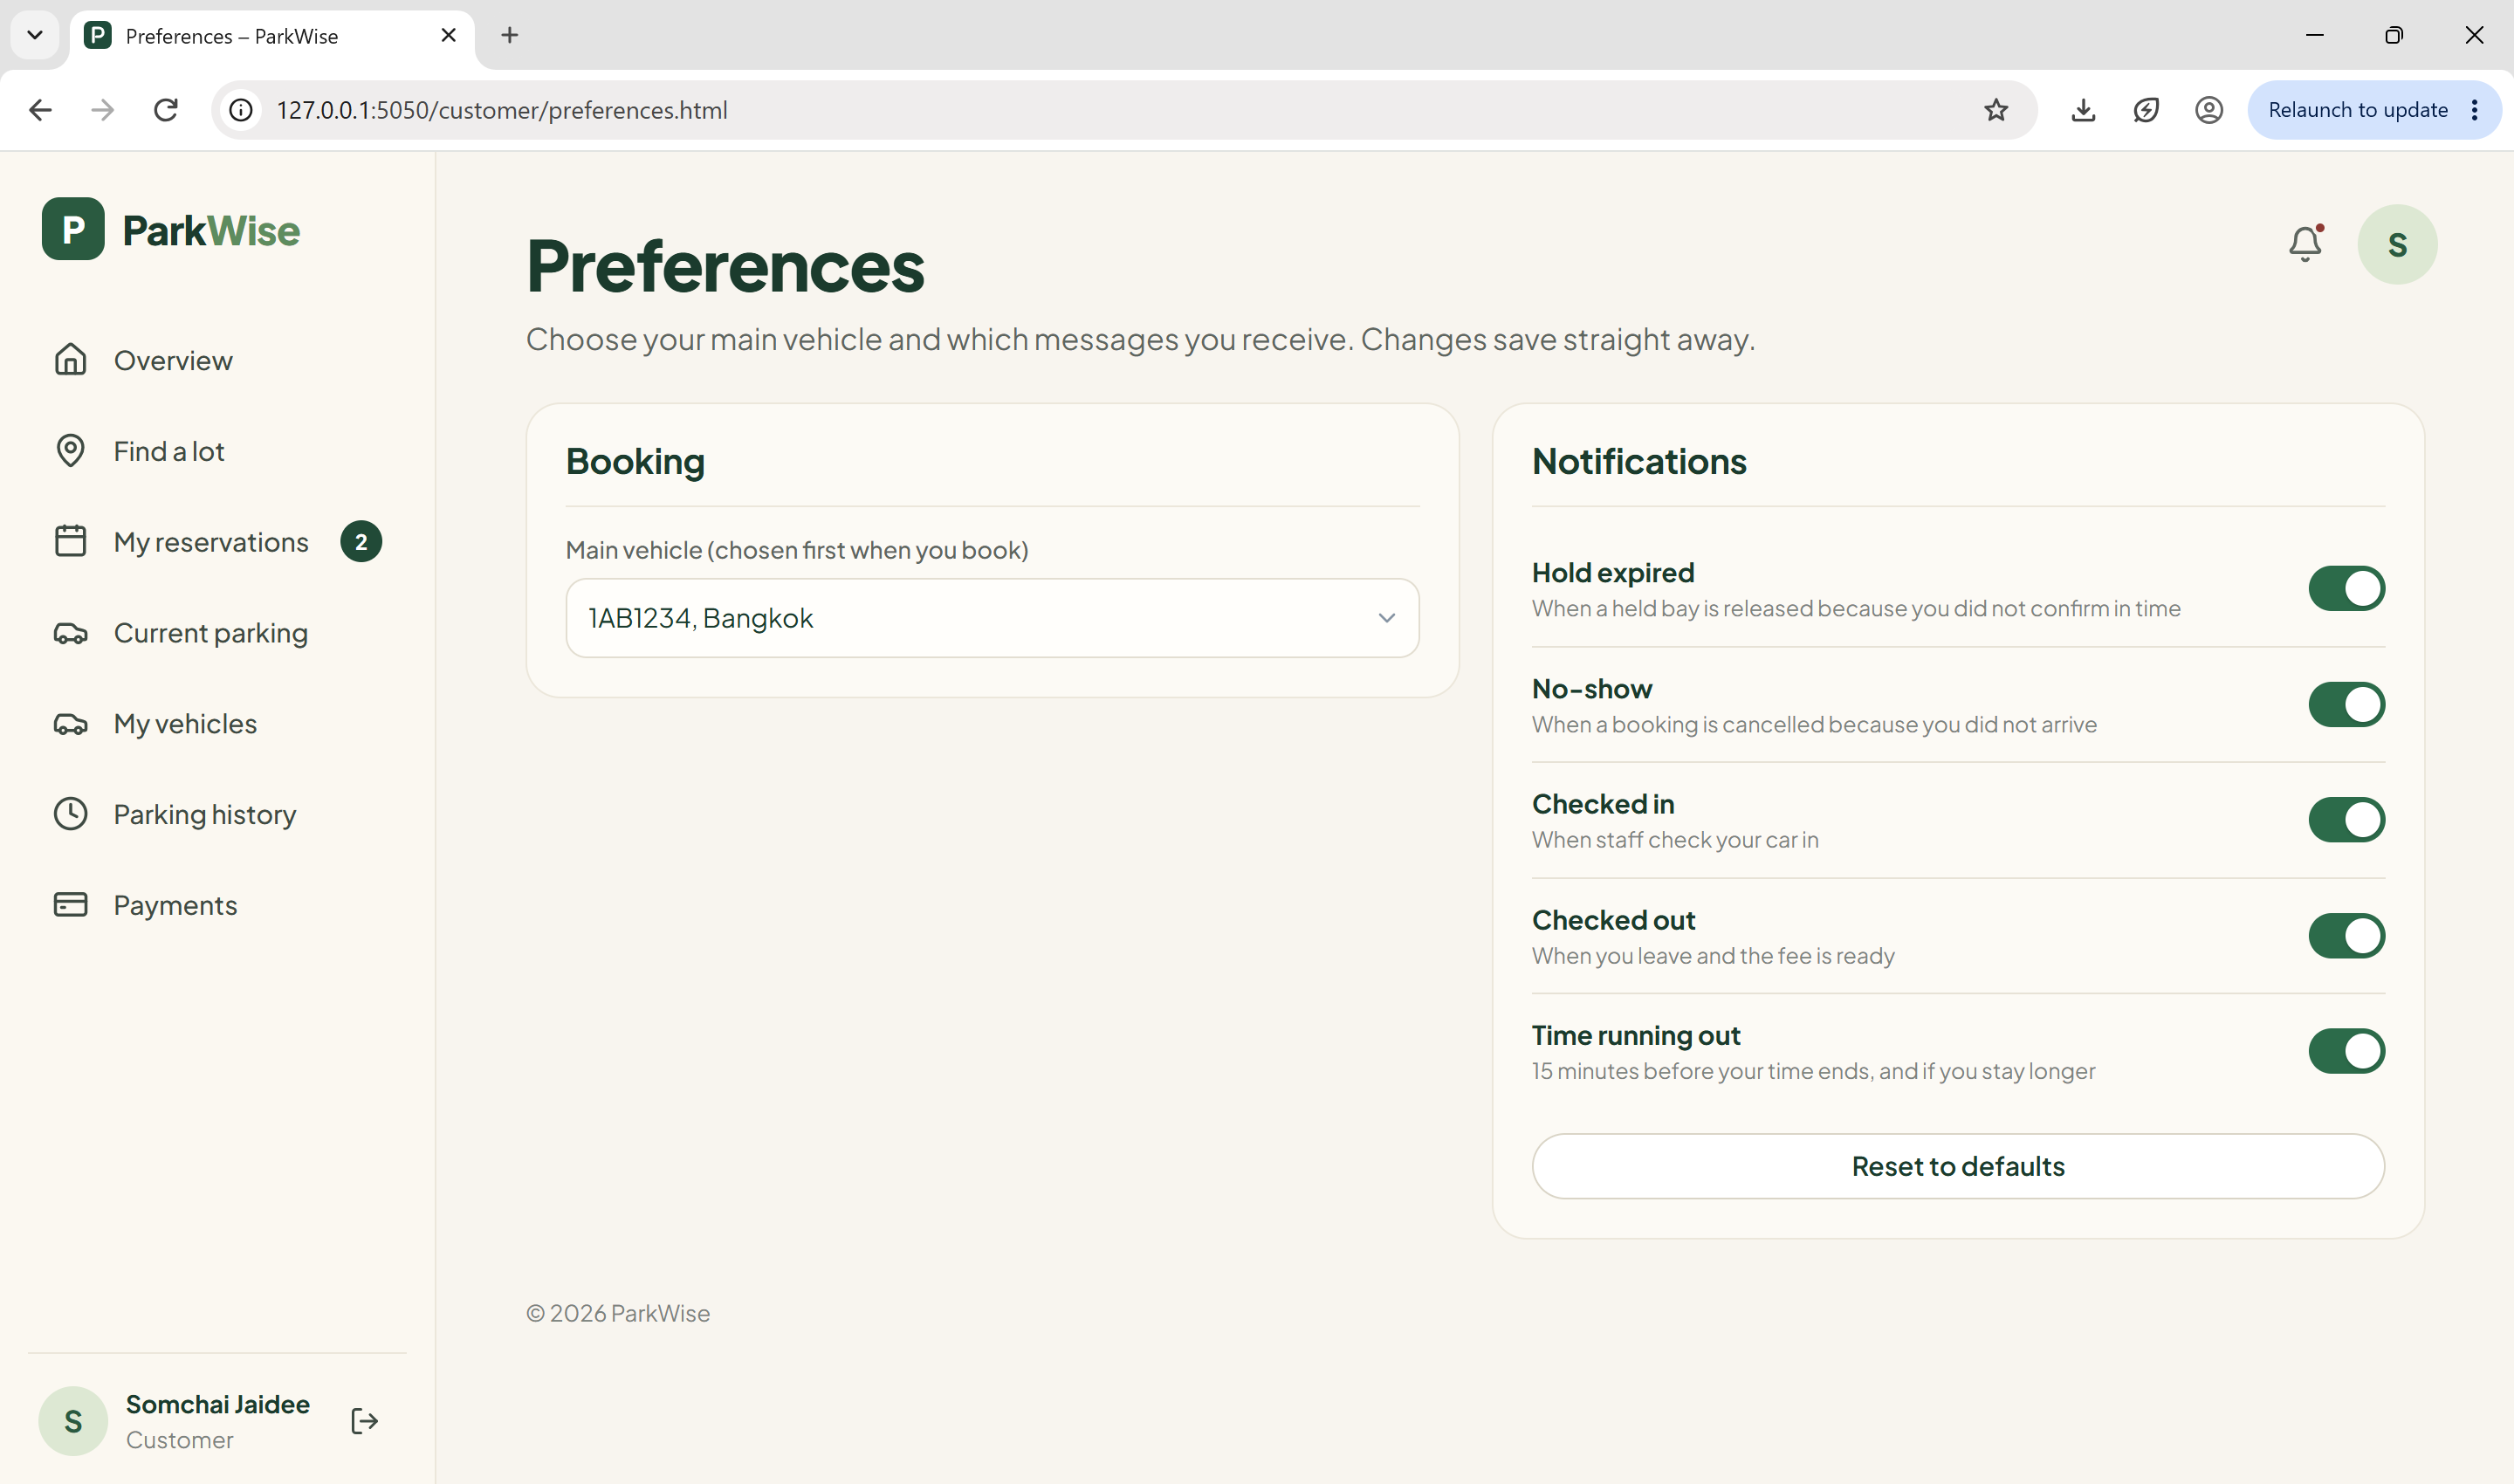 Preferences – ParkWise
127.0.0.1:5050/customer/preferences.html
Relaunch to update
P ParkWise
Overview
Find a lot
My reservations 2
Current parking
My vehicles
Parking history
Payments
Somchai Jaidee
Customer
S
Preferences
Choose your main vehicle and which messages you receive. Changes save straight away.
S
Booking
Main vehicle (chosen first when you book)
1AB1234, Bangkok
Notifications
Hold expired
When a held bay is released because you did not confirm in time
No-show
When a booking is cancelled because you did not arrive
Checked in
When staff check your car in
Checked out
When you leave and the fee is ready
Time running out
15 minutes before your time ends, and if you stay longer
Reset to defaults
© 2026 ParkWise